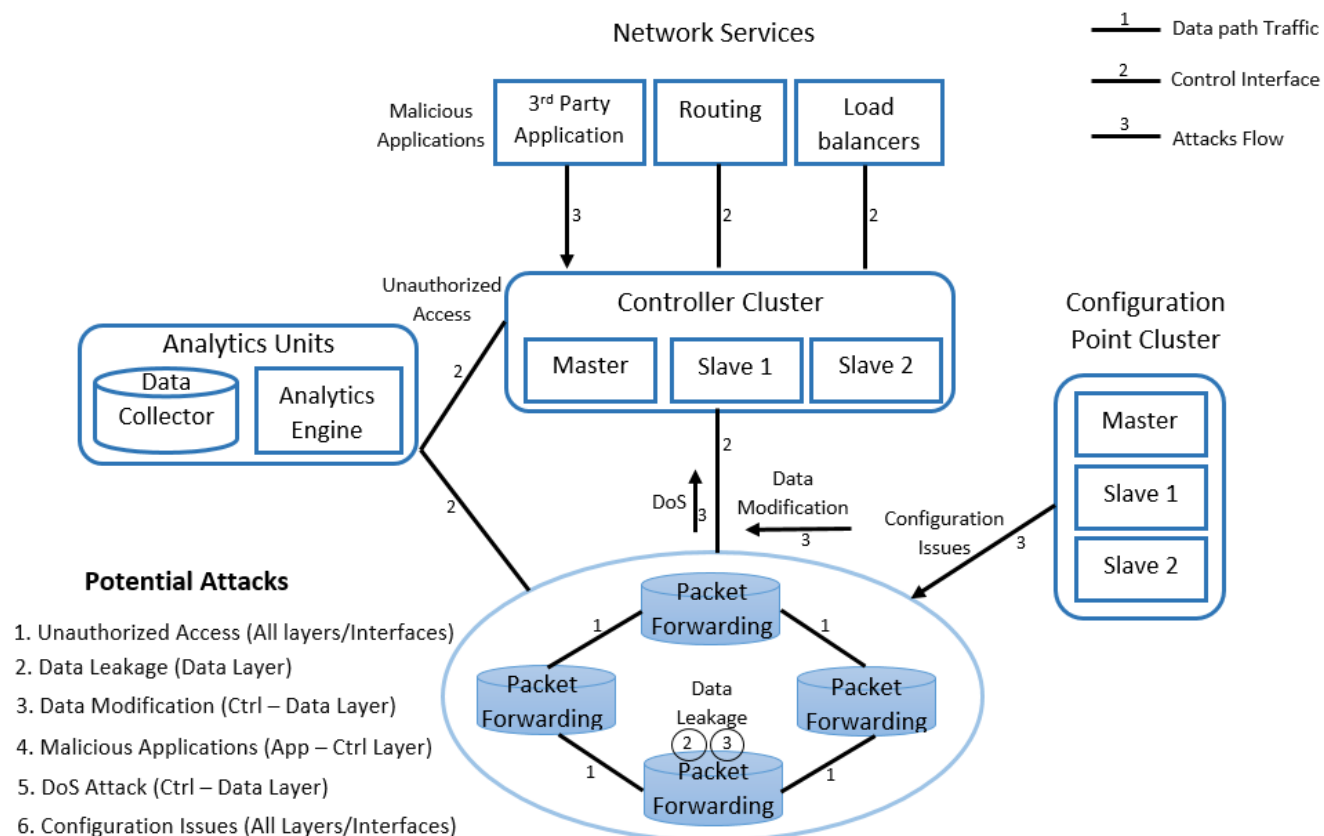 Network Services
1
Data path Traffic
2
Control Interface
3
Attacks Flow
Malicious
Applications
3rd Party
Application
Routing
Load
balancers
3
2
2
Unauthorized
Access
Controller Cluster
Master
Slave 1
Slave 2
Configuration
Point Cluster
Master
Slave 1
Slave 2
Analytics Units
Data
Collector
Analytics
Engine
2
2
2
DoS
3
Data
Modification
3
Configuration
Issues
3
Packet
Forwarding
1
1
Packet
Forwarding
Data
Leakage
2
3
Packet
Forwarding
1
1
Packet
Forwarding
Potential Attacks
1. Unauthorized Access (All layers/Interfaces)
2. Data Leakage (Data Layer)
3. Data Modification (Ctrl – Data Layer)
4. Malicious Applications (App – Ctrl Layer)
5. DoS Attack (Ctrl – Data Layer)
6. Configuration Issues (All Layers/Interfaces)